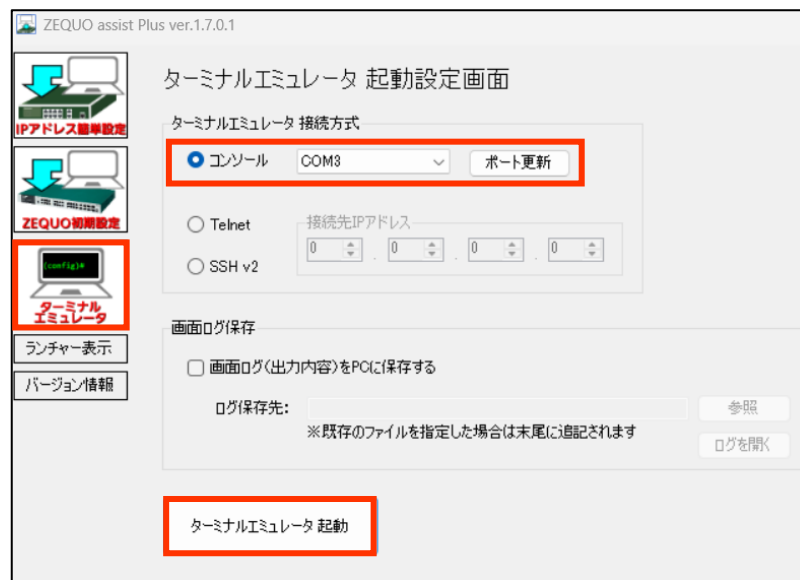 ZEQUO assist Plus ver.1.7.0.1
IPアドレス簡単設定
ZEQUO初期設定
(config)#
ターミナル
エミュレータ
ランチャー表示
バージョン情報
ターミナルエミュレータ 起動設定画面
ターミナルエミュレータ 接続方式
コンソール COM3 ポート更新
Telnet
接続先IPアドレス
0 . 0 . 0 . 0
SSH v2
画面ログ保存
画面ログ(出力内容)をPCに保存する
ログ保存先: 参照
※既存のファイルを指定した場合は末尾に追記されます
ログを開く
ターミナルエミュレータ 起動